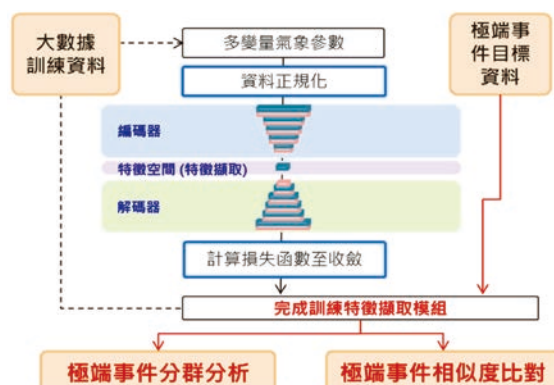 大數據
訓練資料
多變量氣象參數
極端事
件目標
資料
資料正規化
編碼器
特徵空間 (特徵擷取)
解碼器
計算損失函數至收斂
完成訓練特徵擷取模組
極端事件分群分析
極端事件相似度比對